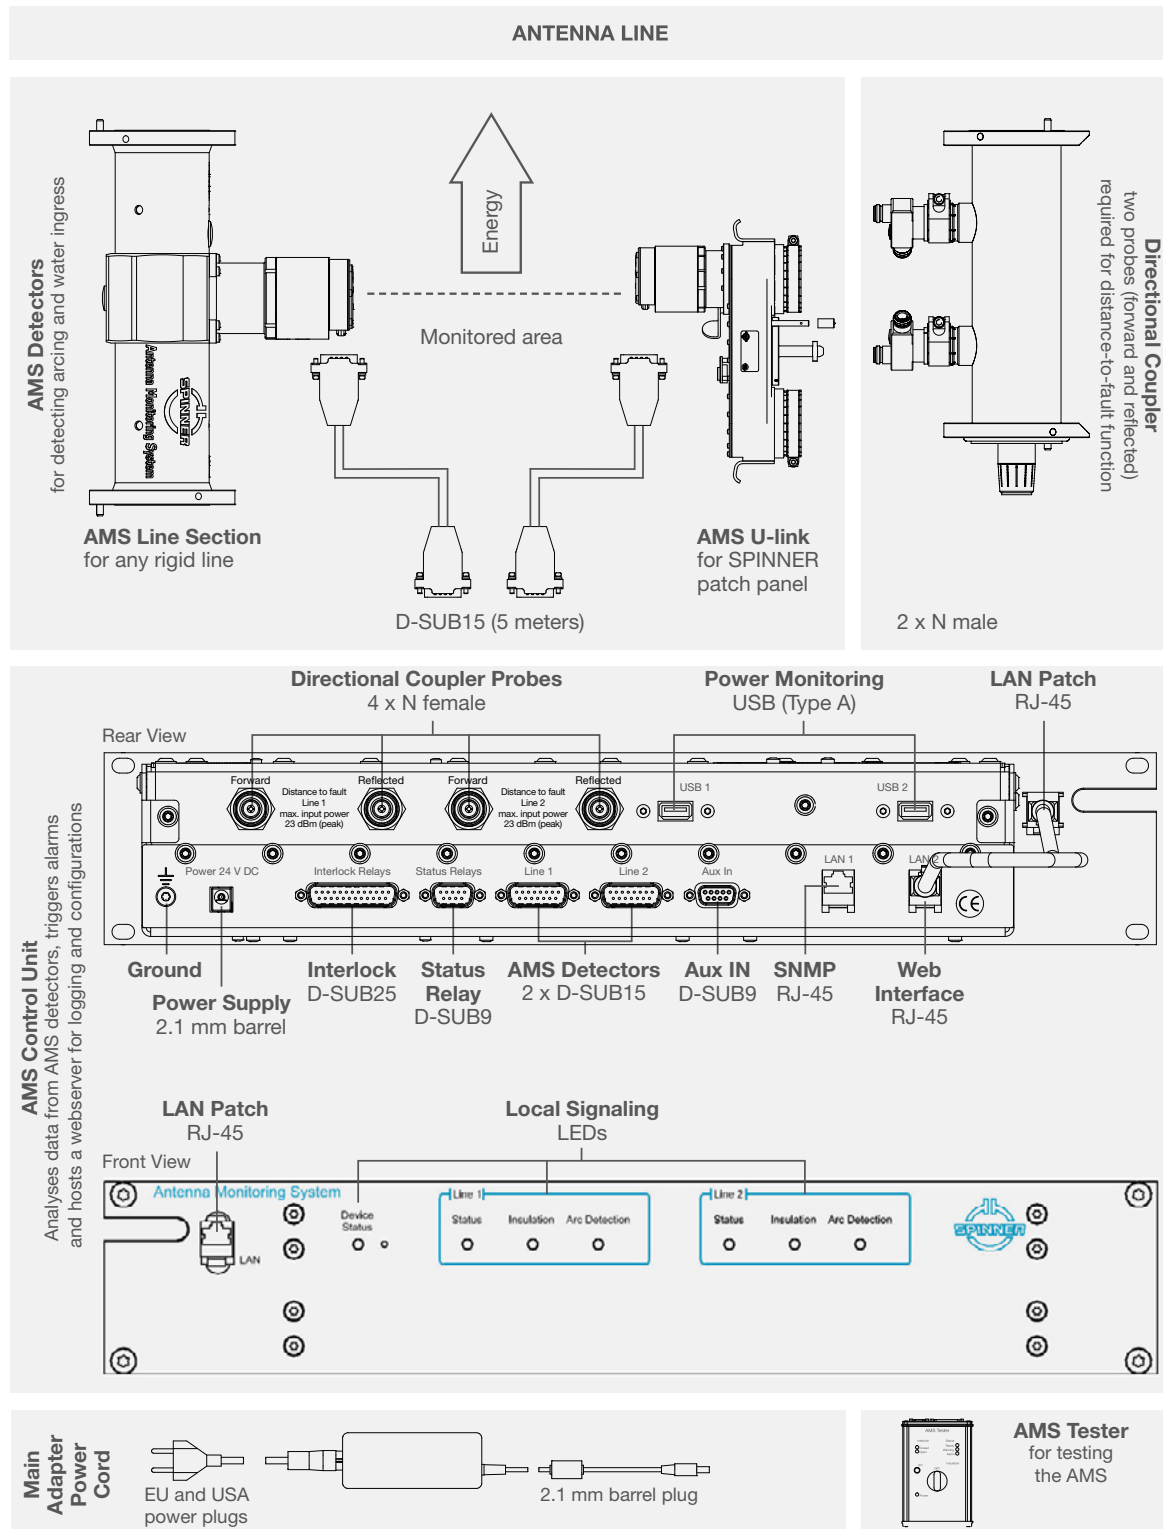 ANTENNA LINE
AMS Detectors
for detecting arcing and water ingress
Energy
Monitored area
SPINNER
Antenna Monitoring System
AMS Line Section
for any rigid line
D-SUB15 (5 meters)
AMS U-link
for SPINNER
patch panel
Directional Coupler
two probes (forward and reflected)
required for distance-to-fault function
2 x N male
AMS Control Unit
Analyses data from AMS detectors, triggers alarms
and hosts a webserver for logging and configurations
Directional Coupler Probes
4 x N female
Power Monitoring
USB (Type A)
LAN Patch
RJ-45
Rear View
Forward
Distance to fault
Line 1
max. input power
23 dBm (peak)
Reflected
Forward
Distance to fault
Line 2
max. input power
23 dBm (peak)
Reflected
USB 1
USB 2
Power 24 V DC
Interlock Relays
Status Relays
Line 1
Line 2
Aux In
LAN 1
LAN 2
CE
Ground
Power Supply
2.1 mm barrel
Interlock
D-SUB25
Status
Relay
D-SUB9
AMS Detectors
2 x D-SUB15
Aux IN
D-SUB9
SNMP
RJ-45
Web
Interface
RJ-45
LAN Patch
RJ-45
Local Signaling
LEDs
Front View
Antenna Monitoring System
LAN
Device
Status
Line 1
Status Insulation Arc Detection
Line 2
Status Insulation Arc Detection
SPINNER
Main
Adapter
Power
Cord
EU and USA
power plugs
2.1 mm barrel plug
AMS Tester
AMS Tester
for testing
the AMS